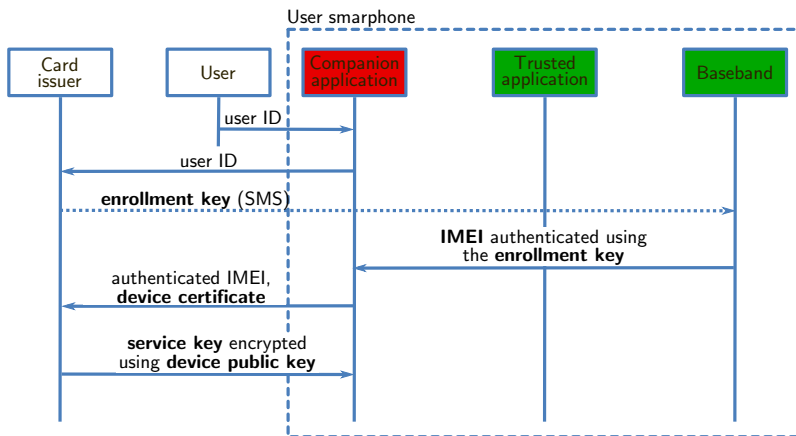 User smarphone
Card
issuer
User
Companion
application
Trusted
application
Baseband
user ID
user ID
enrollment key (SMS)
IMEI authenticated using
the enrollment key
authenticated IMEI,
device certificate
service key encrypted
using device public key